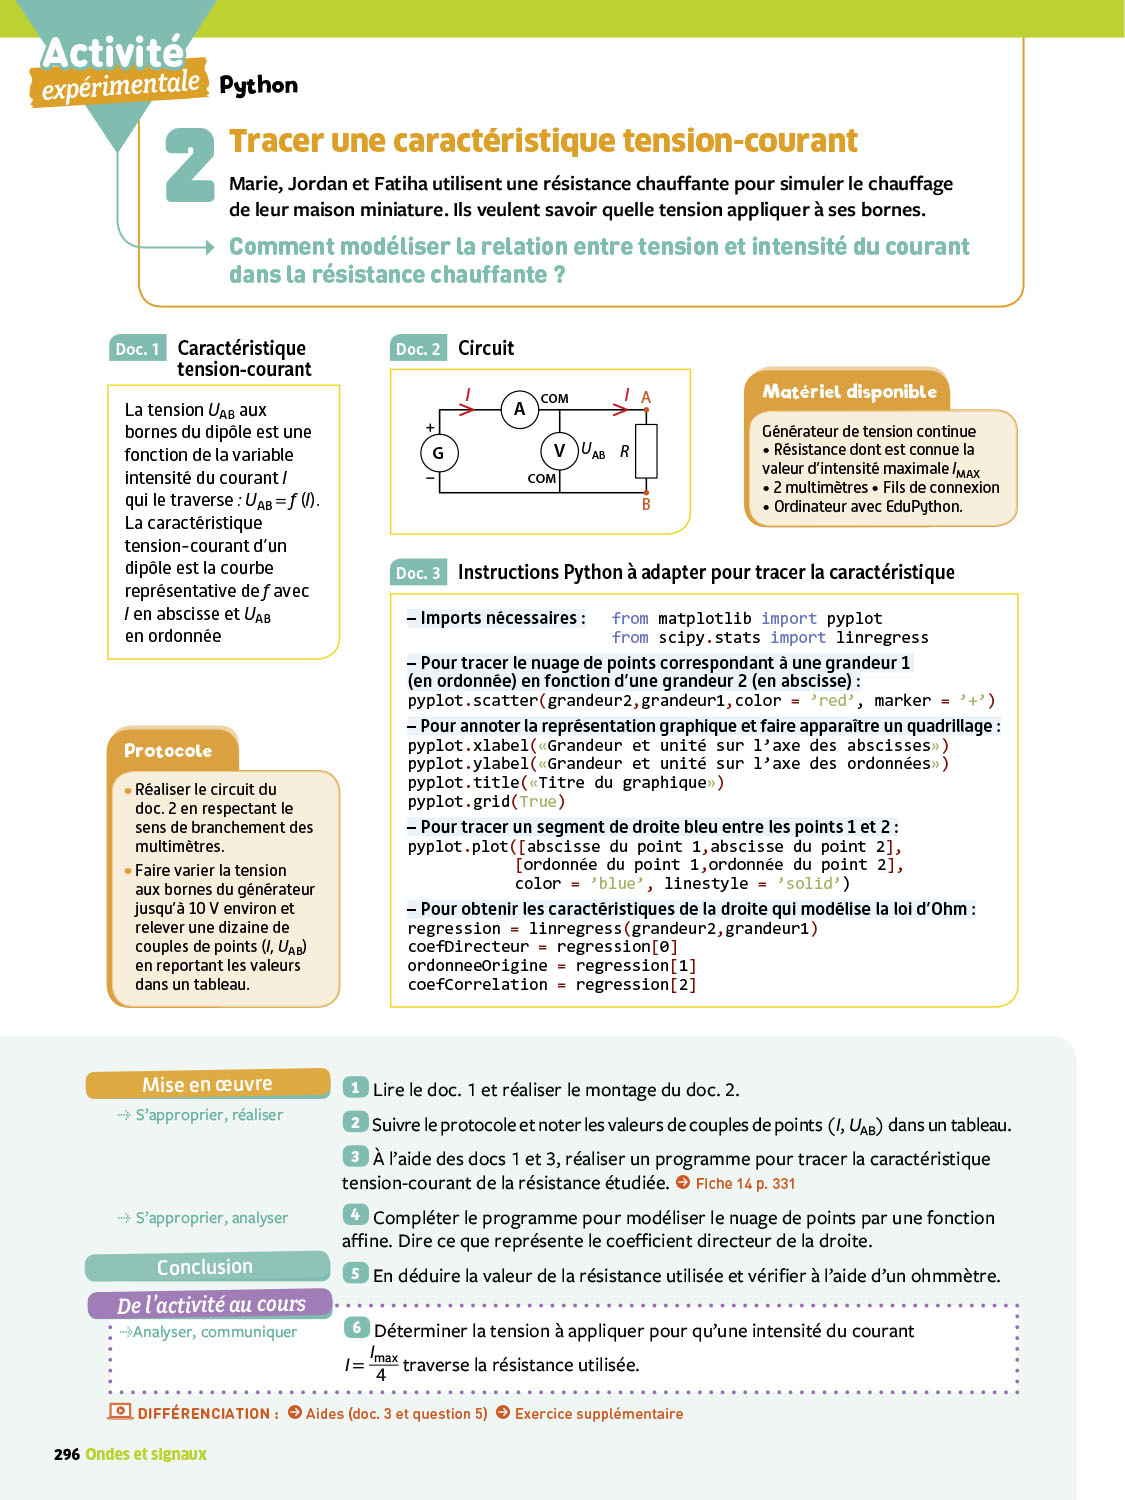 Activité
expérimentale
Python
2
Tracer une caractéristique tension-courant
Marie, Jordan et Fatiha utilisent une résistance chauffante pour simuler le chauffage
de leur maison miniature. Ils veulent savoir quelle tension appliquer à ses bornes.
Comment modéliser la relation entre tension et intensité du courant
dans la résistance chauffante ?
Doc. 1 Caractéristique
tension-courant
La tension UAB aux
bornes du dipôle est une
fonction de la variable
intensité du courant I
qui le traverse : UAB = f (I).
La caractéristique
tension-courant d'un
dipôle est la courbe
représentative de f avec
I en abscisse et UAB
en ordonnée
Doc. 2 Circuit
I
A
COM
I
A
+
G
–
V
UAB
R
COM
B
Matériel disponible
Générateur de tension continue
• Résistance dont est connue la
valeur d'intensité maximale IMAX
• 2 multimètres • Fils de connexion
• Ordinateur avec EduPython.
Protocole
• Réaliser le circuit du
doc. 2 en respectant le
sens de branchement des
multimètres.
• Faire varier la tension
aux bornes du générateur
jusqu'à 10 V environ et
relever une dizaine de
couples de points (I, UAB)
en reportant les valeurs
dans un tableau.
Doc. 3 Instructions Python à adapter pour tracer la caractéristique
– Imports nécessaires : from matplotlib import pyplot
from scipy.stats import linregress
– Pour tracer le nuage de points correspondant à une grandeur 1
(en ordonnée) en fonction d'une grandeur 2 (en abscisse) :
pyplot.scatter(grandeur2,grandeur1,color = ’red’, marker = ’+’)
– Pour annoter la représentation graphique et faire apparaître un quadrillage :
pyplot.xlabel(«Grandeur et unité sur l’axe des abscisses»)
pyplot.ylabel(«Grandeur et unité sur l’axe des ordonnées»)
pyplot.title(«Titre du graphique»)
pyplot.grid(True)
– Pour tracer un segment de droite bleu entre les points 1 et 2 :
pyplot.plot([abscisse du point 1,abscisse du point 2],
[ordonnée du point 1,ordonnée du point 2],
color = ’blue’, linestyle = ’solid’)
– Pour obtenir les caractéristiques de la droite qui modélise la loi d'Ohm :
regression = linregress(grandeur2,grandeur1)
coefDirecteur = regression[0]
ordonneeOrigine = regression[1]
coefCorrelation = regression[2]
Mise en œuvre
S'approprier, réaliser
1 Lire le doc. 1 et réaliser le montage du doc. 2.
2 Suivre le protocole et noter les valeurs de couples de points (I, UAB) dans un tableau.
3 À l'aide des docs 1 et 3, réaliser un programme pour tracer la caractéristique
tension-courant de la résistance étudiée. Fiche 14 p. 331
S'approprier, analyser
4 Compléter le programme pour modéliser le nuage de points par une fonction
affine. Dire ce que représente le coefficient directeur de la droite.
Conclusion
5 En déduire la valeur de la résistance utilisée et vérifier à l'aide d'un ohmmètre.
De l'activité au cours
Analyser, communiquer
6 Déterminer la tension à appliquer pour qu'une intensité du courant
I = Imax/4 traverse la résistance utilisée.
DIFFÉRENCIATION : Aides (doc. 3 et question 5) Exercice supplémentaire
296 Ondes et signaux